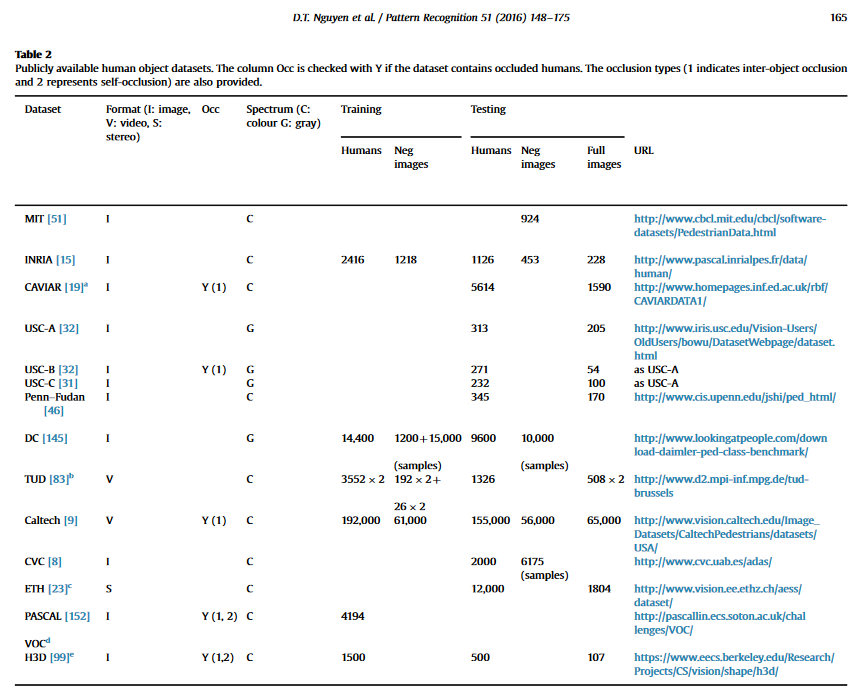 D.T. Nguyen et al. / Pattern Recognition 51 (2016) 148–175 165
Table 2
Publicly available human object datasets. The column Occ is checked with Y if the dataset contains occluded humans. The occlusion types (1 indicates inter-object occlusion
and 2 represents self-occlusion) are also provided.
Dataset Format (I: image, Occ Spectrum (C: Training Testing
V: video, S: colour G: gray)
stereo)
Humans Neg Humans Neg Full URL
images images images
MIT [51] I C 924 http://www.cbcl.mit.edu/cbcl/software-
datasets/PedestrianData.html
INRIA [15] I C 2416 1218 1126 453 228 http://www.pascal.inrialpes.fr/data/
human/
CAVIAR [19]a I Y (1) C 5614 1590 http://www.homepages.inf.ed.ac.uk/rbf/
CAVIARDATA1/
USC-A [32] I G 313 205 http://www.iris.usc.edu/Vision-Users/
OldUsers/bowu/DatasetWebpage/dataset.
html
USC-B [32] I Y (1) G 271 54 as USC-A
USC-C [31] I G 232 100 as USC-A
Penn–Fudan I C 345 170 http://www.cis.upenn.edu/jshi/ped_html/
[46]
DC [145] I G 14,400 1200+15,000 9600 10,000 http://www.lookingatpeople.com/down
load-daimler-ped-class-benchmark/
(samples) (samples)
TUD [83]b V C 3552 × 2 192 × 2+ 1326 508 × 2 http://www.d2.mpi-inf.mpg.de/tud-
brussels
26 × 2
Caltech [9] V Y (1) C 192,000 61,000 155,000 56,000 65,000 http://www.vision.caltech.edu/Image_
Datasets/CaltechPedestrians/datasets/
USA/
CVC [8] I C 2000 6175 http://www.cvc.uab.es/adas/
(samples)
ETH [23]c S C 12,000 1804 http://www.vision.ee.ethz.ch/aess/
dataset/
PASCAL [152] I Y (1, 2) C 4194 http://pascallin.ecs.soton.ac.uk/chal
lenges/VOC/
VOCd
H3D [99]e I Y (1,2) C 1500 500 107 https://www.eecs.berkeley.edu/Research/
Projects/CS/vision/shape/h3d/